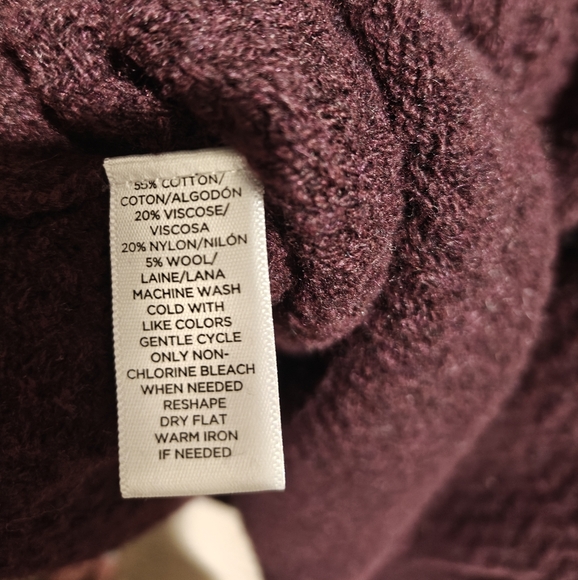 55% COTTON/
COTON/ALGODÓN
20% VISCOSE/
VISCOSA
20% NYLON/NILÓN
5% WOOL/
LAINE/LANA
MACHINE WASH
COLD WITH
LIKE COLORS
GENTLE CYCLE
ONLY NON-
CHLORINE BLEACH
WHEN NEEDED
RESHAPE
DRY FLAT
WARM IRON
IF NEEDED